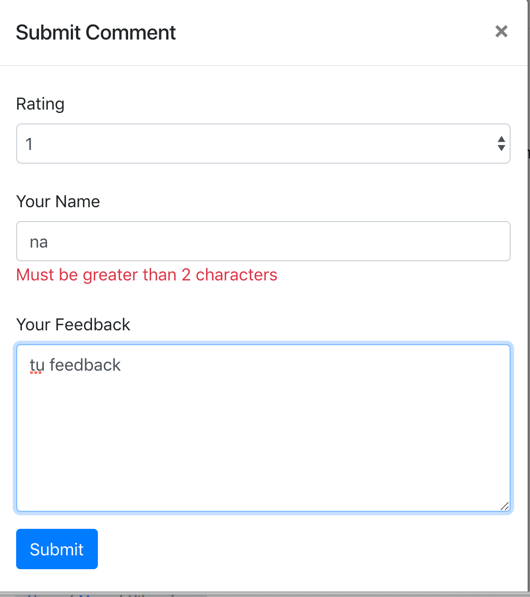 Submit Comment ×
Rating
1
Your Name
na
Must be greater than 2 characters
Your Feedback
tu feedback
Submit